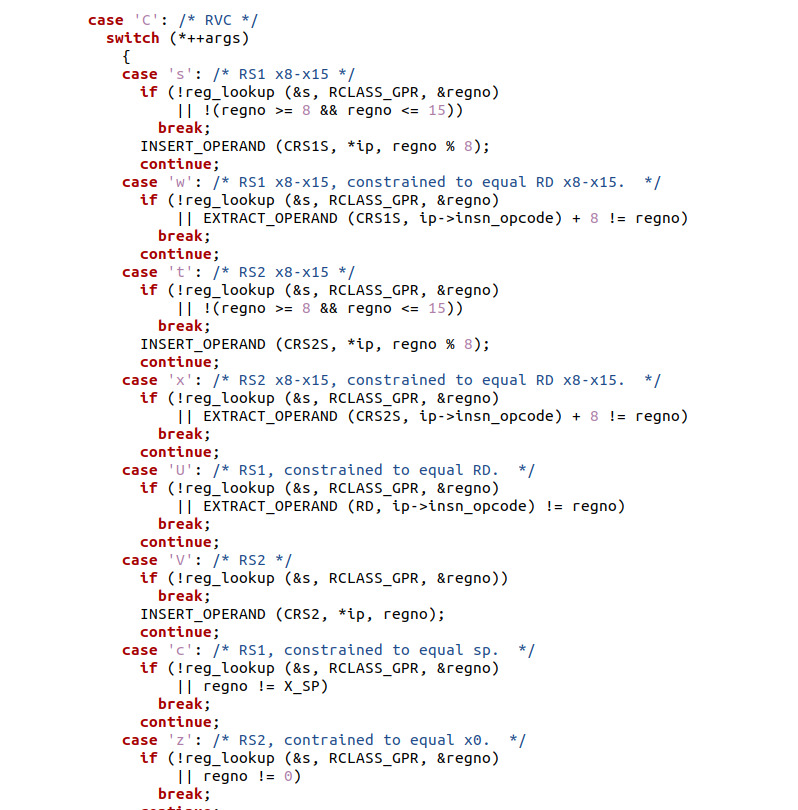 case 'C': /* RVC */
switch (*++args)
{
case 's': /* RS1 x8-x15 */
if (!reg_lookup (&s, RCLASS_GPR, &regno)
|| !(regno >= 8 && regno <= 15))
break;
INSERT_OPERAND (CRS1S, *ip, regno % 8);
continue;
case 'w': /* RS1 x8-x15, constrained to equal RD x8-x15.  */
if (!reg_lookup (&s, RCLASS_GPR, &regno)
|| EXTRACT_OPERAND (CRS1S, ip->insn_opcode) + 8 != regno)
break;
continue;
case 't': /* RS2 x8-x15 */
if (!reg_lookup (&s, RCLASS_GPR, &regno)
|| !(regno >= 8 && regno <= 15))
break;
INSERT_OPERAND (CRS2S, *ip, regno % 8);
continue;
case 'x': /* RS2 x8-x15, constrained to equal RD x8-x15.  */
if (!reg_lookup (&s, RCLASS_GPR, &regno)
|| EXTRACT_OPERAND (CRS2S, ip->insn_opcode) + 8 != regno)
break;
continue;
case 'U': /* RS1, constrained to equal RD.  */
if (!reg_lookup (&s, RCLASS_GPR, &regno)
|| EXTRACT_OPERAND (RD, ip->insn_opcode) != regno)
break;
continue;
case 'V': /* RS2 */
if (!reg_lookup (&s, RCLASS_GPR, &regno))
break;
INSERT_OPERAND (CRS2, *ip, regno);
continue;
case 'c': /* RS1, constrained to equal sp.  */
if (!reg_lookup (&s, RCLASS_GPR, &regno)
|| regno != X_SP)
break;
continue;
case 'z': /* RS2, contrained to equal x0.  */
if (!reg_lookup (&s, RCLASS_GPR, &regno)
|| regno != 0)
break;